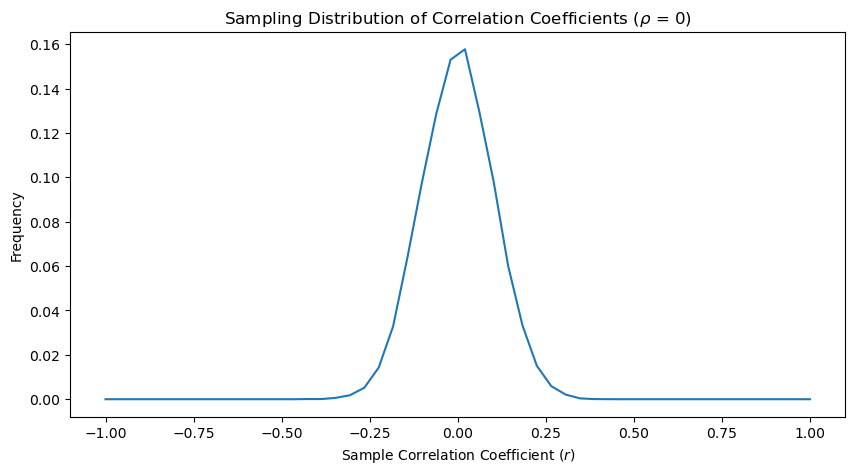 Sampling Distribution of Correlation Coefficients (ρ = 0)
Frequency
0.16
0.14
0.12
0.10
0.08
0.06
0.04
0.02
0.00
−1.00 −0.75 −0.50 −0.25 0.00 0.25 0.50 0.75 1.00
Sample Correlation Coefficient (r)